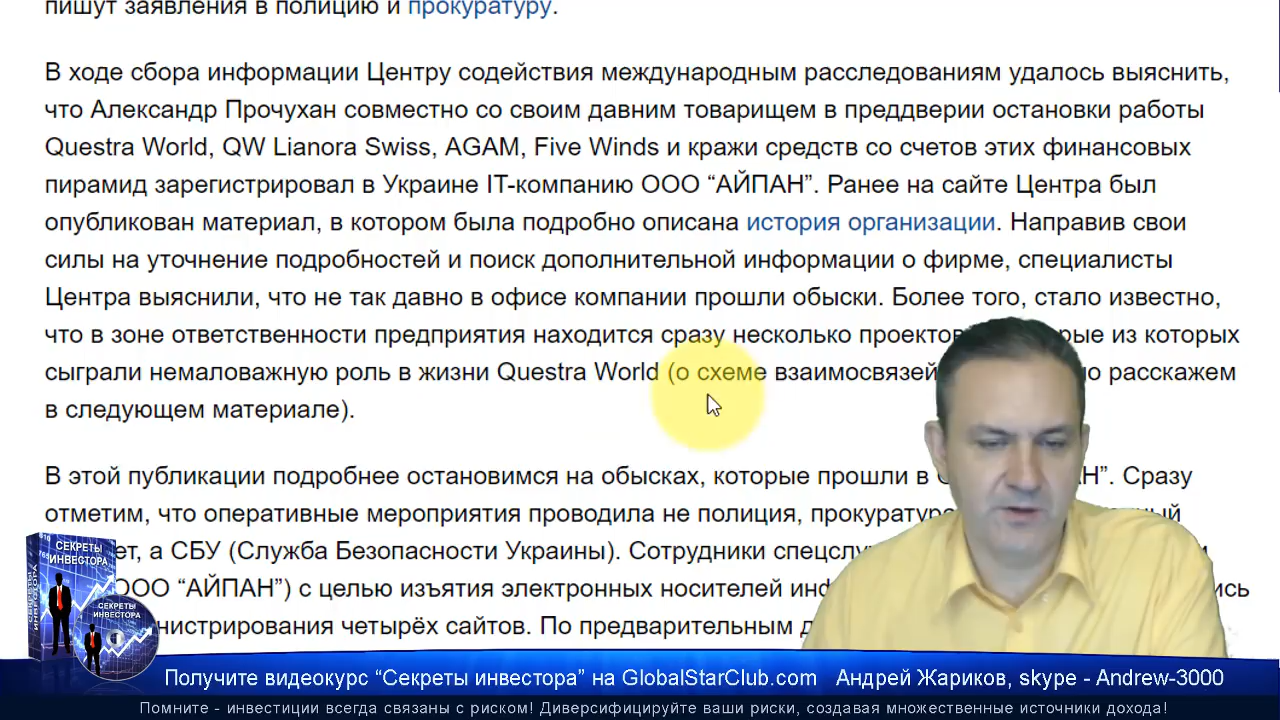 пишут заявления в полицию и прокуратуру.
В ходе сбора информации Центру содействия международным расследованиям удалось выяснить,
что Александр Прочухан совместно со своим давним товарищем в преддверии остановки работы
Questra World, QW Lianora Swiss, AGAM, Five Winds и кражи средств со счетов этих финансовых
пирамид зарегистрировал в Украине IT-компанию ООО “АЙПАН”. Ранее на сайте Центра был
опубликован материал, в котором была подробно описана история организации. Направив свои
силы на уточнение подробностей и поиск дополнительной информации о фирме, специалисты
Центра выяснили, что не так давно в офисе компании прошли обыски. Более того, стало известно,
что в зоне ответственности предприятия находится сразу несколько проектов из которых
сыграли немаловажную роль в жизни Questra World (о схеме взаимосвязей расскажем
в следующем материале).
В этой публикации подробнее остановимся на обысках, которые прошли в Сразу
отметим, что оперативные мероприятия проводила не полиция, прокуратура
а СБУ (Служба Безопасности Украины). Сотрудники
ООО “АЙПАН”) с целью изъятия электронных носителей
четырёх сайтов. По предварительным
СЕКРЕТЫ
ИНВЕСТОРА
СЕКРЕТЫ
ИНВЕСТОРА
СЕКРЕТЫ
ИНВЕСТОРА
Получите видеокурс “Секреты инвестора” на GlobalStarClub.com Андрей Жариков, skype - Andrew-3000
Помните - инвестиции всегда связаны с риском! Диверсифицируйте ваши риски, создавая множественные источники дохода!